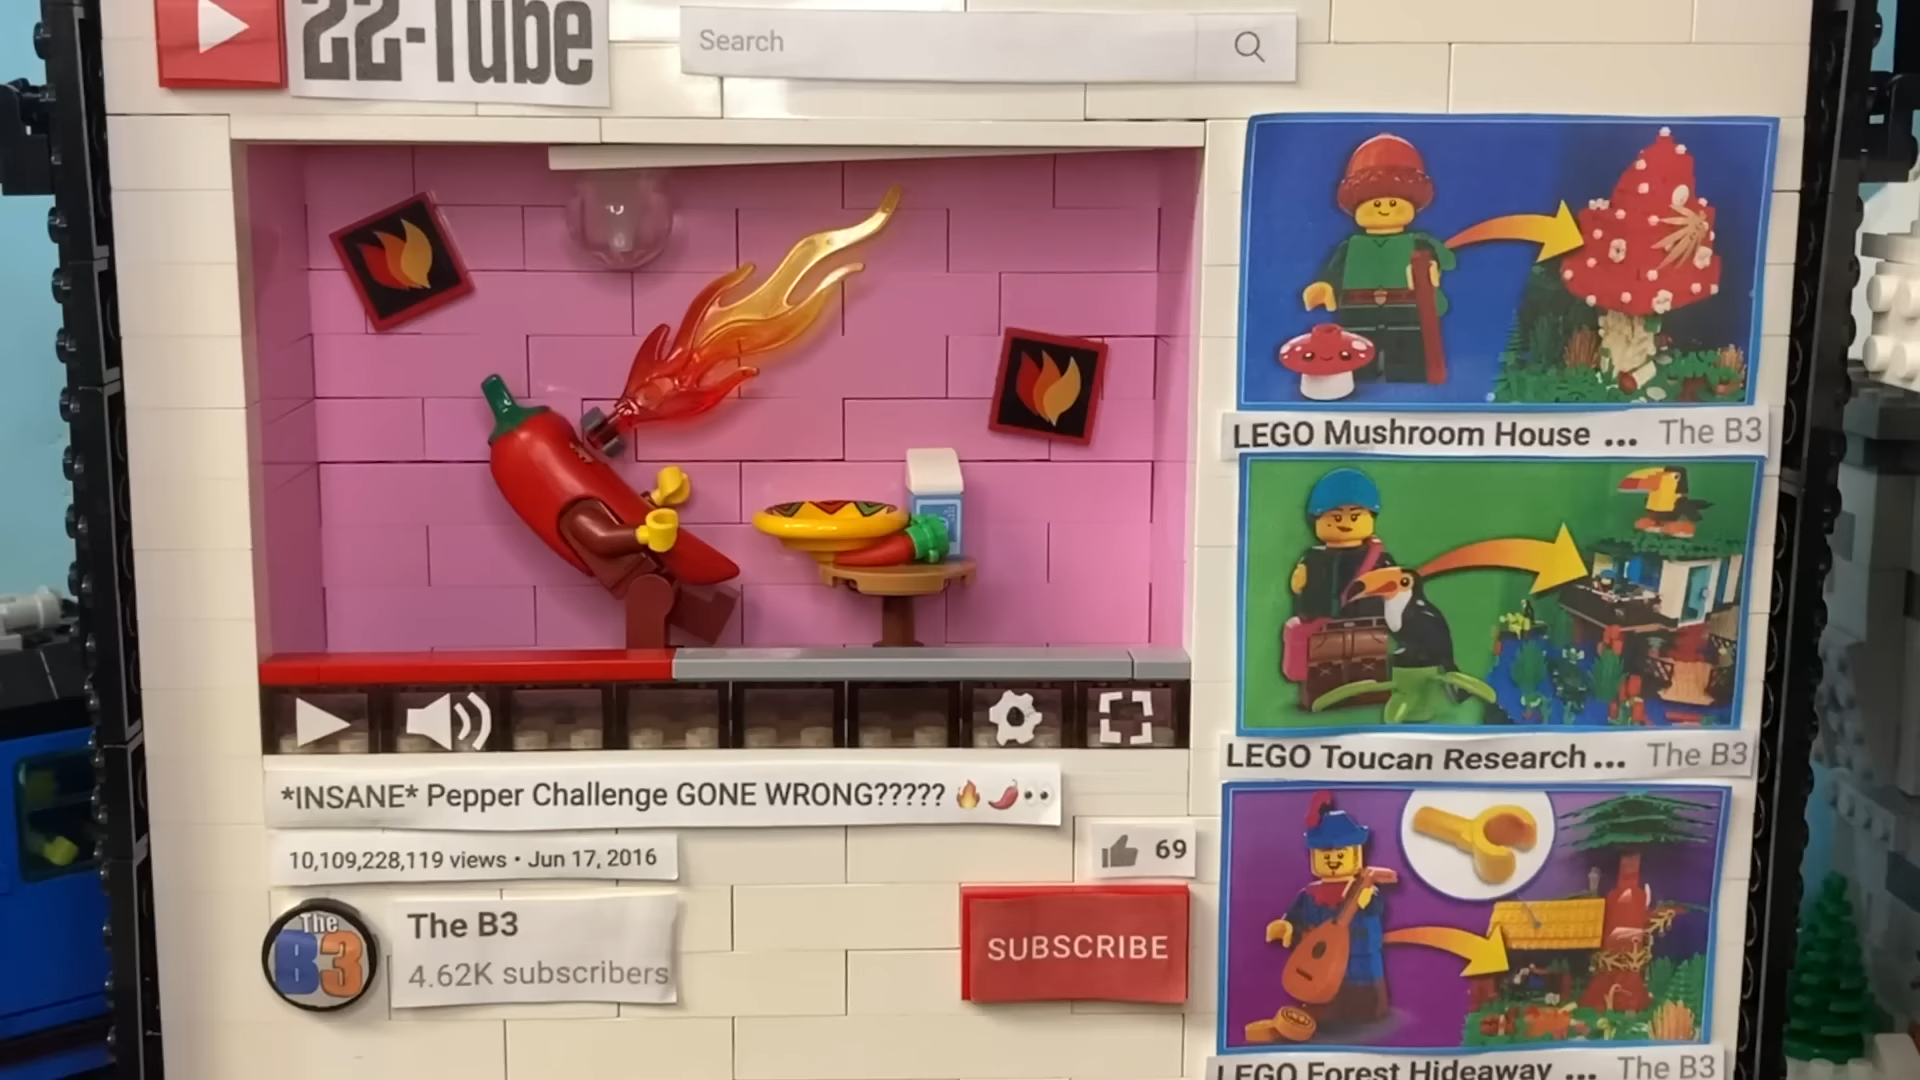 22-Tube
Search
LEGO Mushroom House ... The B3
LEGO Toucan Research ... The B3
*INSANE* Pepper Challenge GONE WRONG????? 🔥🌶️👀
10,109,228,119 views • Jun 17, 2016
69
The B3
The B3
4.62K subscribers
SUBSCRIBE
LEGO Forest Hideaway ... The B3